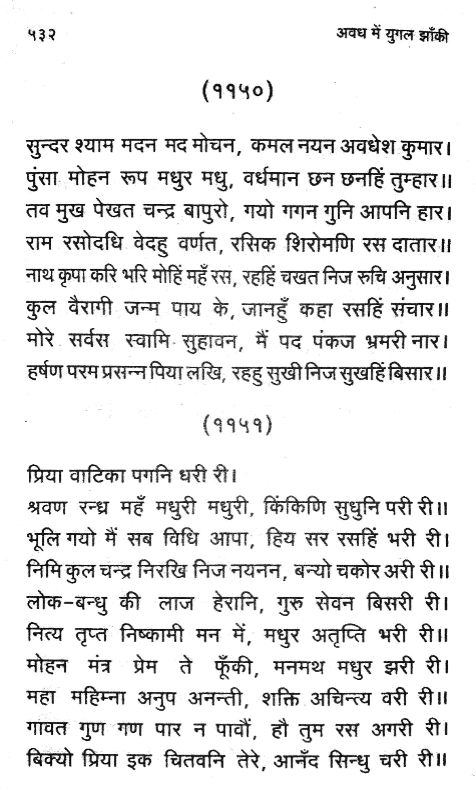 ५३२ अवध में युगल झाँकी
(११५०)
सुन्दर श्याम मदन मद मोचन, कमल नयन अवधेश कुमार।
पुंसा मोहन रूप मधुर मधु, वर्धमान छन छनहिं तुम्हार॥
तव मुख पेखत चन्द्र बापुरो, गयो गगन गुनि आपनि हार।
राम रसोदधि वेदहु वर्णत, रसिक शिरोमणि रस दातार॥
नाथ कृपा करि भरि मोहिं महँ रस, रहहिं चखत निज रुचि अनुसार।
कुल वैरागी जन्म पाय के, जानहुँ कहा रसहिं संचार॥
मोरे सर्वस स्वामि सुहावन, मैं पद पंकज भ्रमरी नार।
हर्षण परम प्रसन्न पिया लखि, रहहु सुखी निज सुखहिं बिसार॥
(११५१)
प्रिया वाटिका पगनि धरी री।
श्रवण रन्ध्र महँ मधुरी मधुरी, किंकिणि सुधुनि परी री॥
भूलि गयो मैं सब विधि आपा, हिय सर रसहिं भरी री।
निमि कुल चन्द्र निरखि निज नयनन, बन्यो चकोर अरी री॥
लोक-बन्धु की लाज हेरानि, गुरु सेवन बिसरी री।
नित्य तृप्त निष्कामी मन में, मधुर अतृप्ति भरी री॥
मोहन मंत्र प्रेम ते फूँकी, मनमथ मधुर झरी री।
महा महिम्ना अनुप अनन्ती, शक्ति अचिन्त्य वरी री॥
गावत गुण गण पार न पावौं, हौ तुम रस अगरी री।
बिक्यो प्रिया इक चितवनि तेरे, आनँद सिन्धु चरी री॥